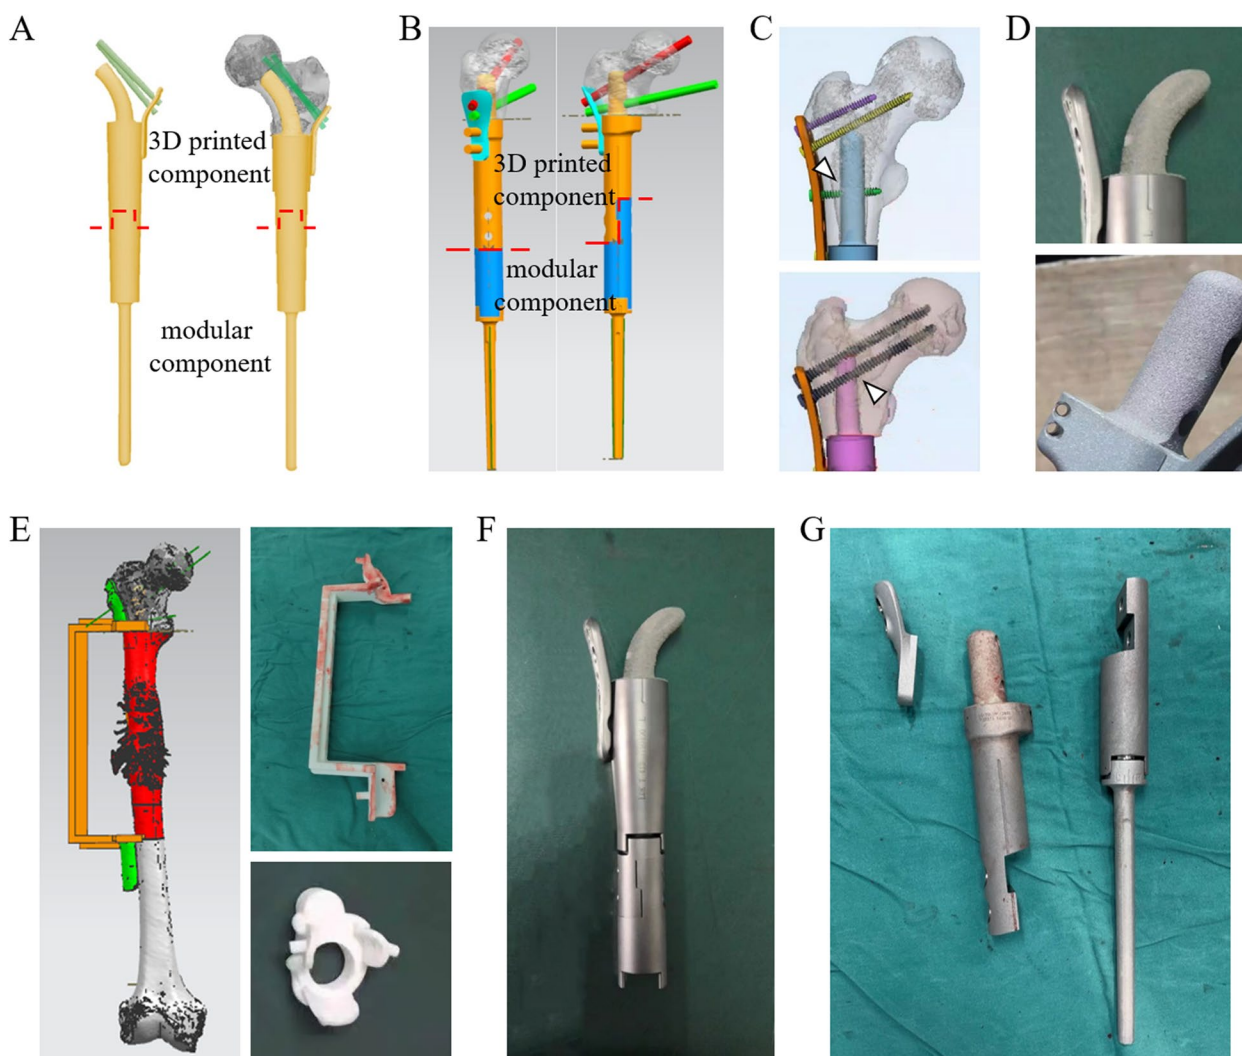 A
B
C
D
3D printed
component
modular
component
3D printed
component
modular
component
E
F
G